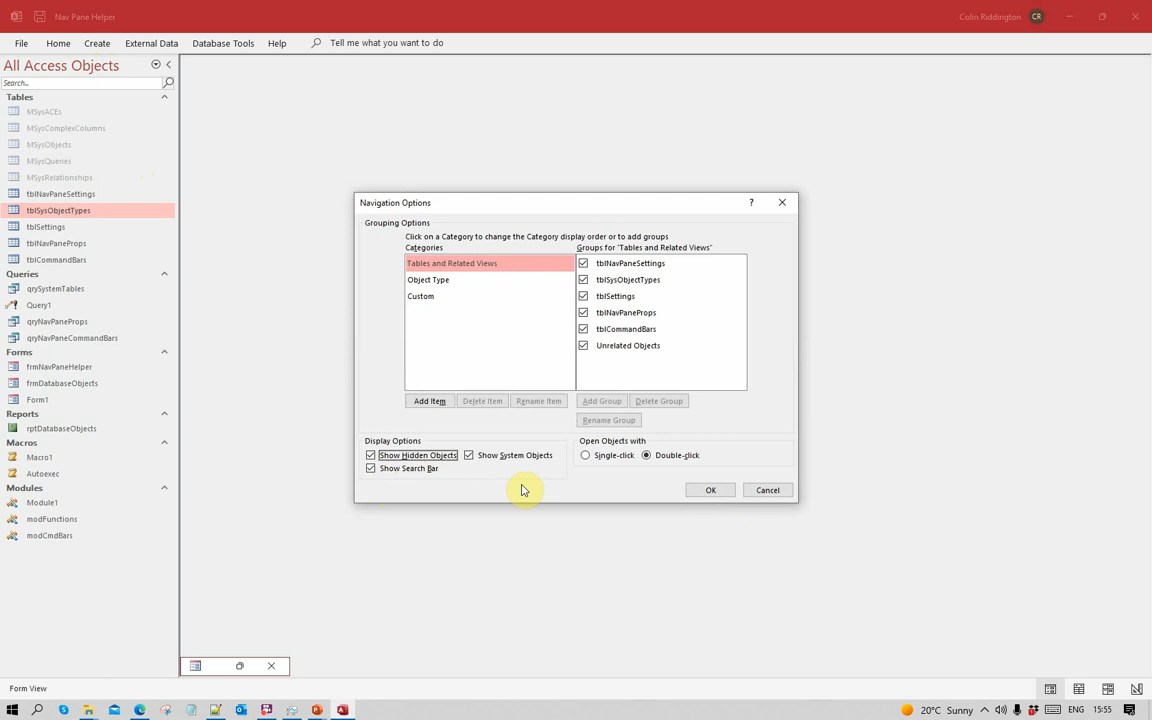 Nav Pane Helper
Colin Riddington CR
File Home Create External Data Database Tools Help Tell me what you want to do
All Access Objects
Search...
Tables
MSysACEs
MSysComplexColumns
MSysObjects
MSysQueries
MSysRelationships
tblNavPaneSettings
tblSysObjectTypes
tblSettings
tblNavPaneProps
tblCommandBars
Queries
qrySystemTables
Query1
qryNavPaneProps
qryNavPaneCommandBars
Forms
frmNavPaneHelper
frmDatabaseObjects
Form1
Reports
rptDatabaseObjects
Macros
Macro1
Autoexec
Modules
Module1
modFunctions
modCmdBars
Navigation Options
Grouping Options
Click on a Category to change the Category display order or to add groups
Categories
Groups for "Tables and Related Views"
Tables and Related Views
Object Type
Custom
tblNavPaneSettings
tblSysObjectTypes
tblSettings
tblNavPaneProps
tblCommandBars
Unrelated Objects
Add Item Delete Item Rename Item Add Group Delete Group
Rename Group
Display Options
Show Hidden Objects Show System Objects
Show Search Bar
Open Objects with
Single-click Double-click
OK Cancel
Form View
20°C Sunny ENG 15:55